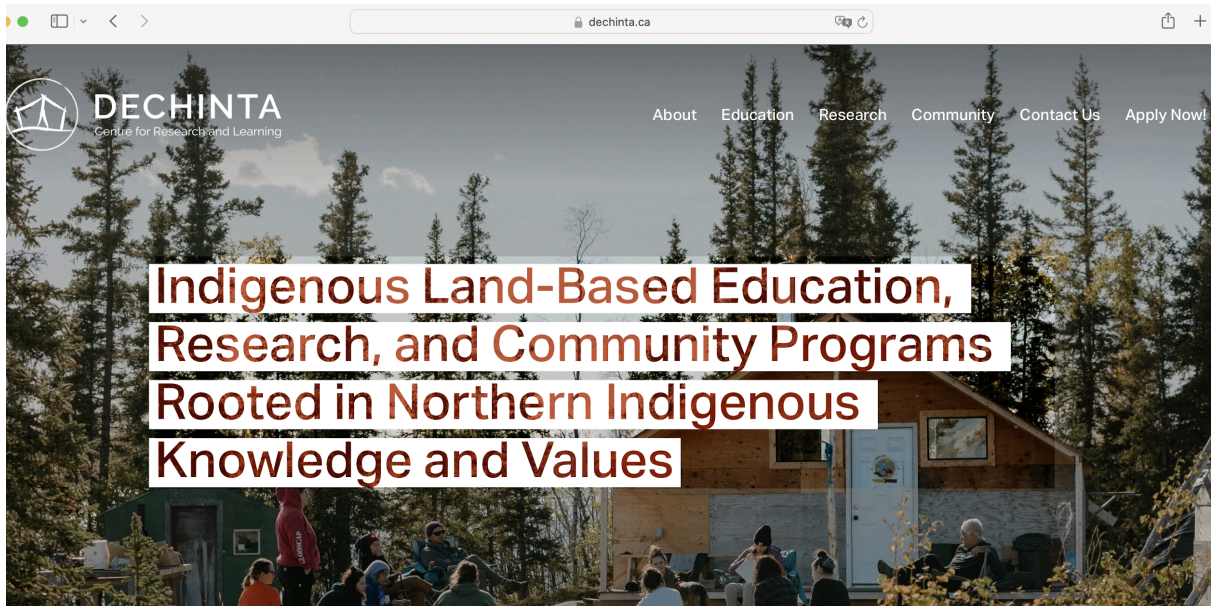 dechinta.ca
DECHINTA
Centre for Research and Learning
About Education Research Community Contact Us Apply Now!
Indigenous Land-Based Education,
Research, and Community Programs
Rooted in Northern Indigenous
Knowledge and Values